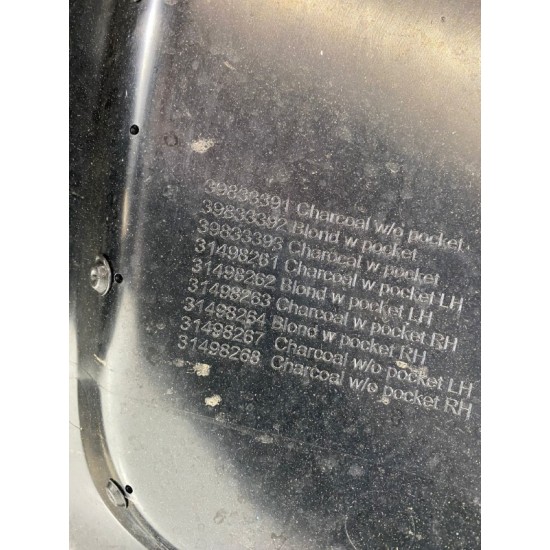 39833391 Charcoal w/o pocket
39833392 Blond w pocket
39833393 Charcoal w pocket
31498261 Charcoal w pocket LH
31498262 Blond w pocket LH
31498263 Charcoal w pocket RH
31498264 Blond w pocket RH
31498267 Charcoal w/o pocket LH
31498268 Charcoal w/o pocket RH